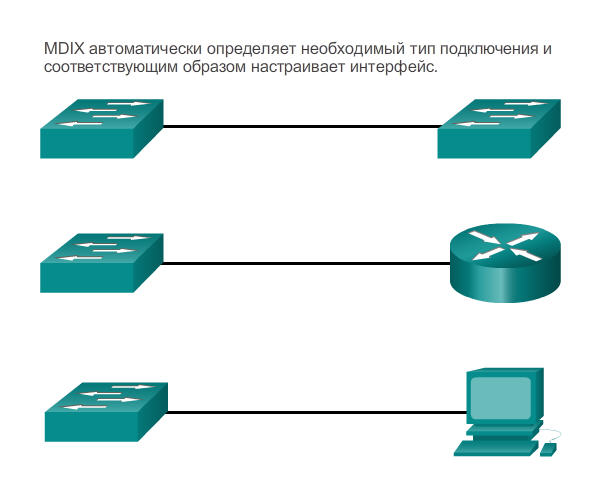 MDIX автоматически определяет необходимый тип подключения и
соответствующим образом настраивает интерфейс.